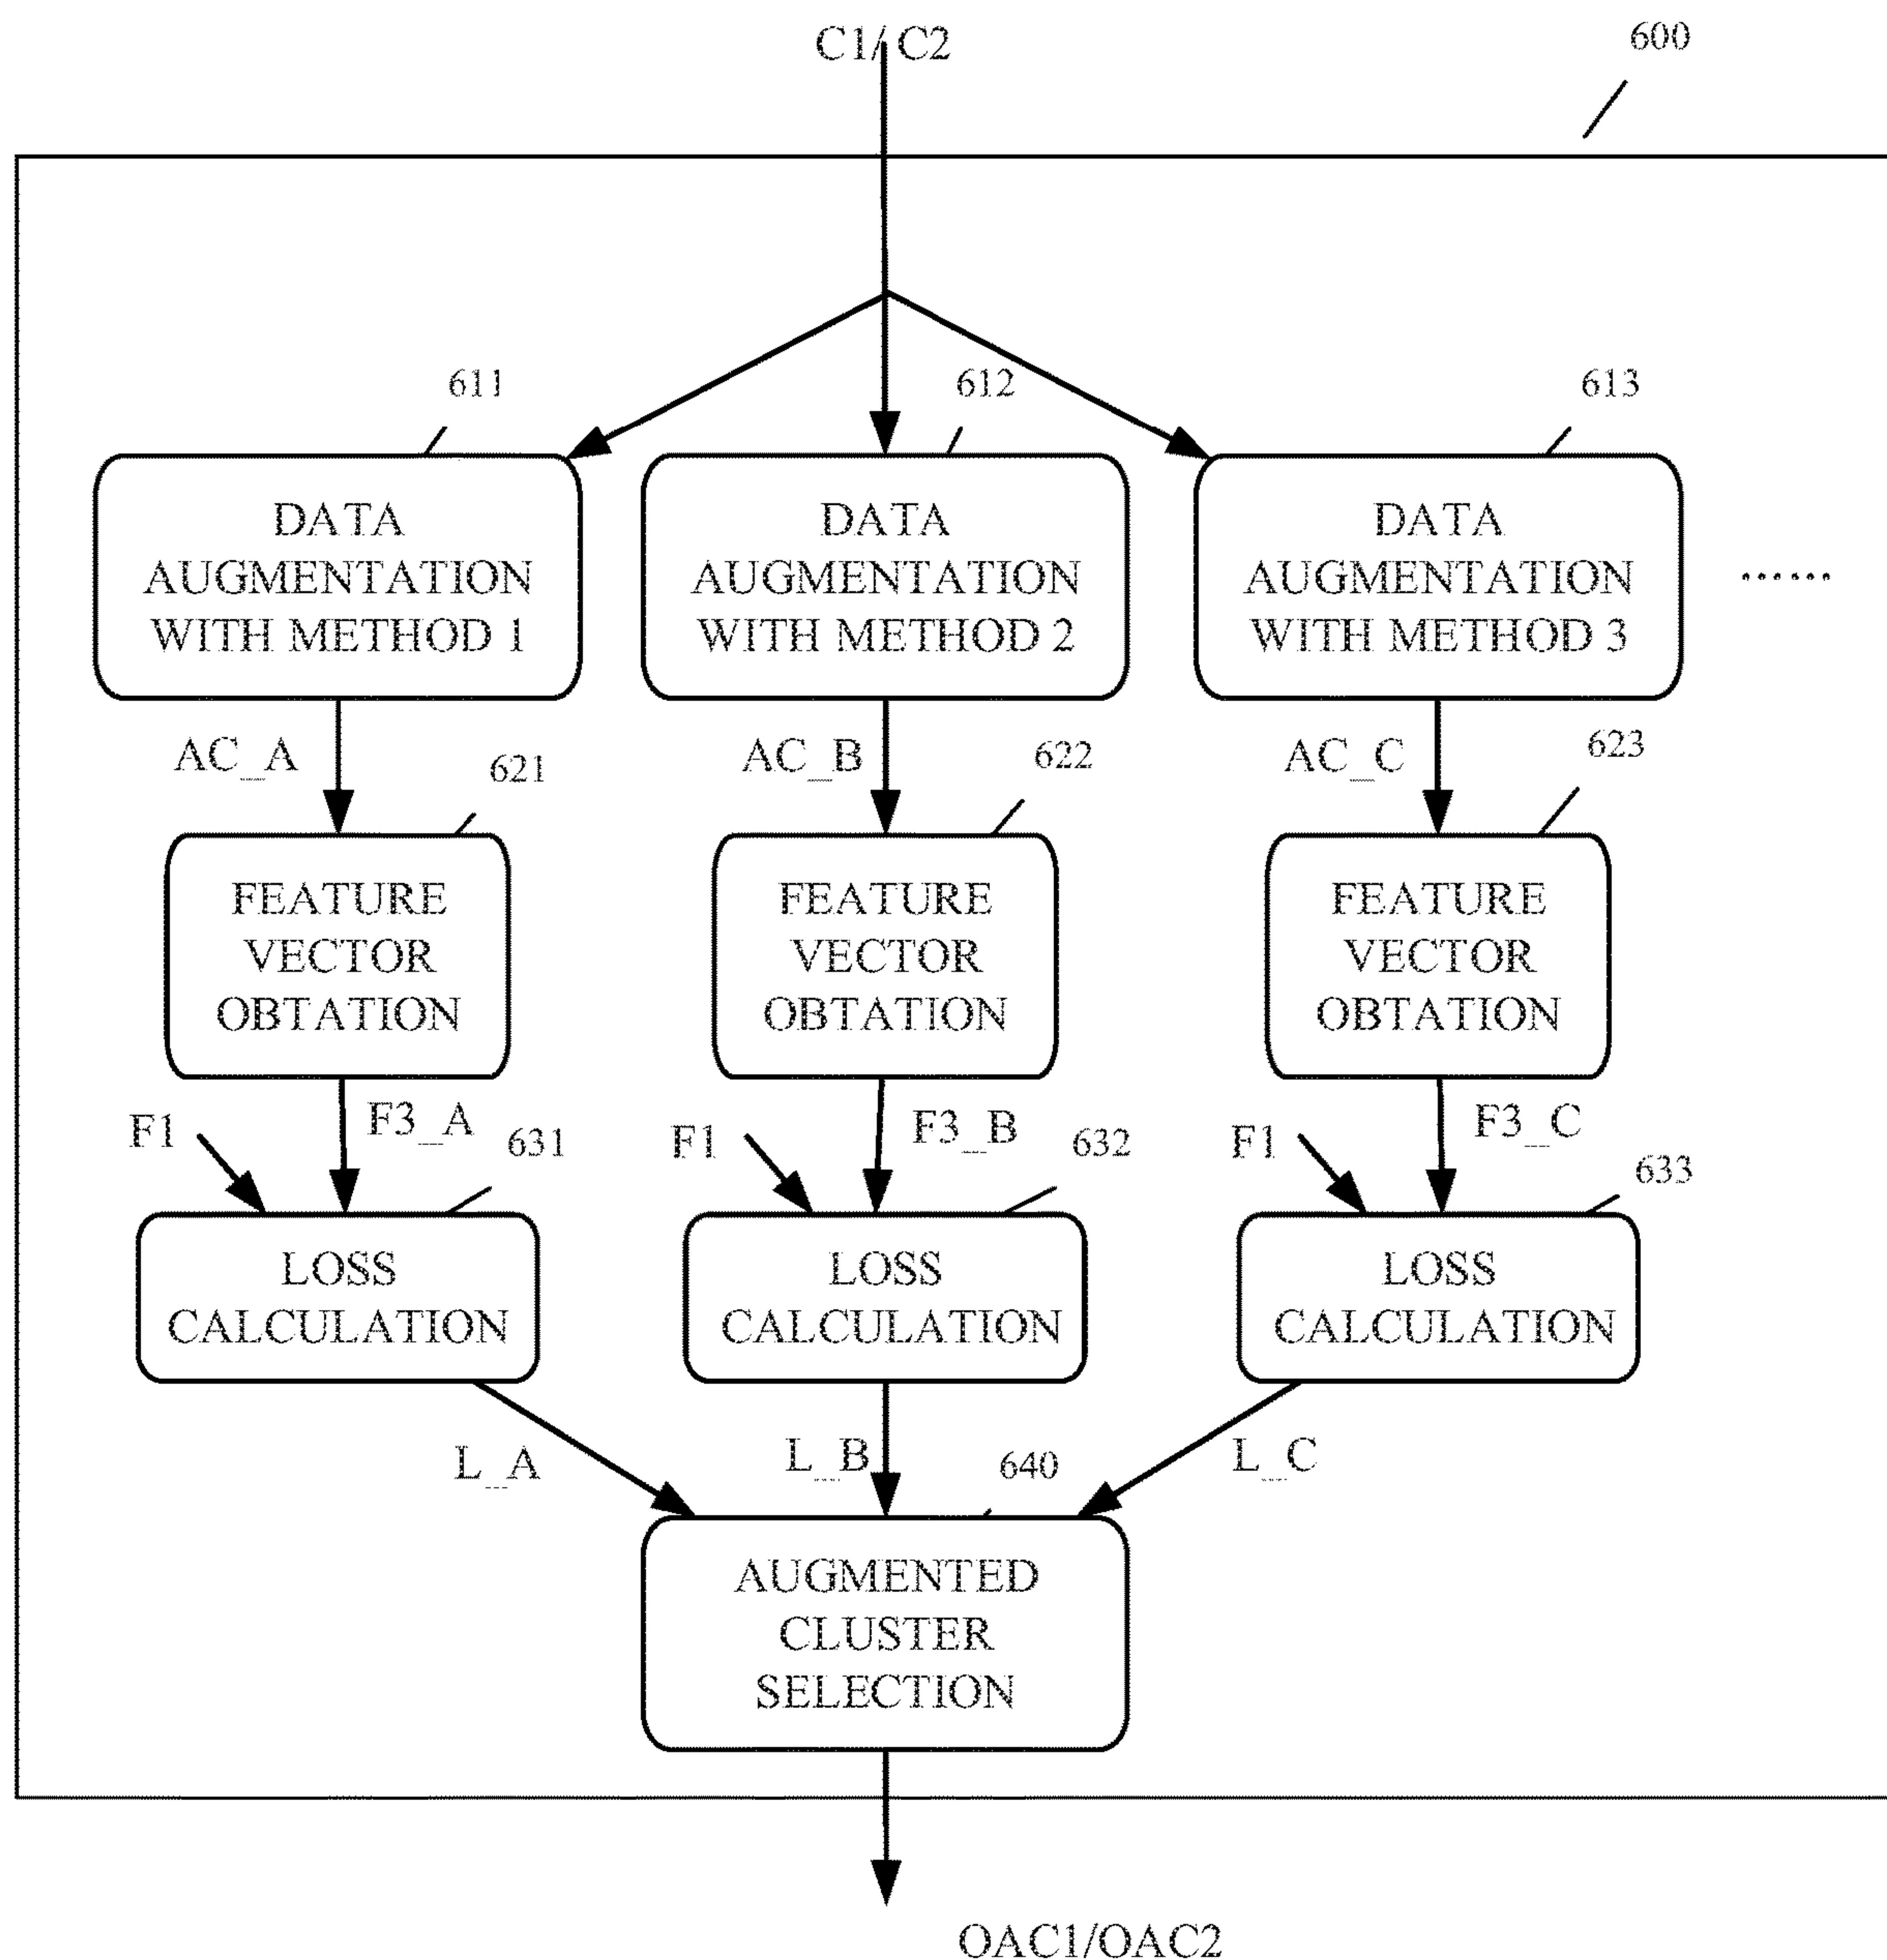 C1/ C2
600
611
612
613
DATA
AUGMENTATION
WITH METHOD 1
DATA
AUGMENTATION
WITH METHOD 2
DATA
AUGMENTATION
WITH METHOD 3
......
AC_A
621
AC_B
622
AC_C
623
FEATURE
VECTOR
OBTATION
FEATURE
VECTOR
OBTATION
FEATURE
VECTOR
OBTATION
F1
F3_A
631
F1
F3_B
632
F1
F3_C
633
LOSS
CALCULATION
LOSS
CALCULATION
LOSS
CALCULATION
L_A
L_B
640
L_C
AUGMENTED
CLUSTER
SELECTION
OAC1/OAC2